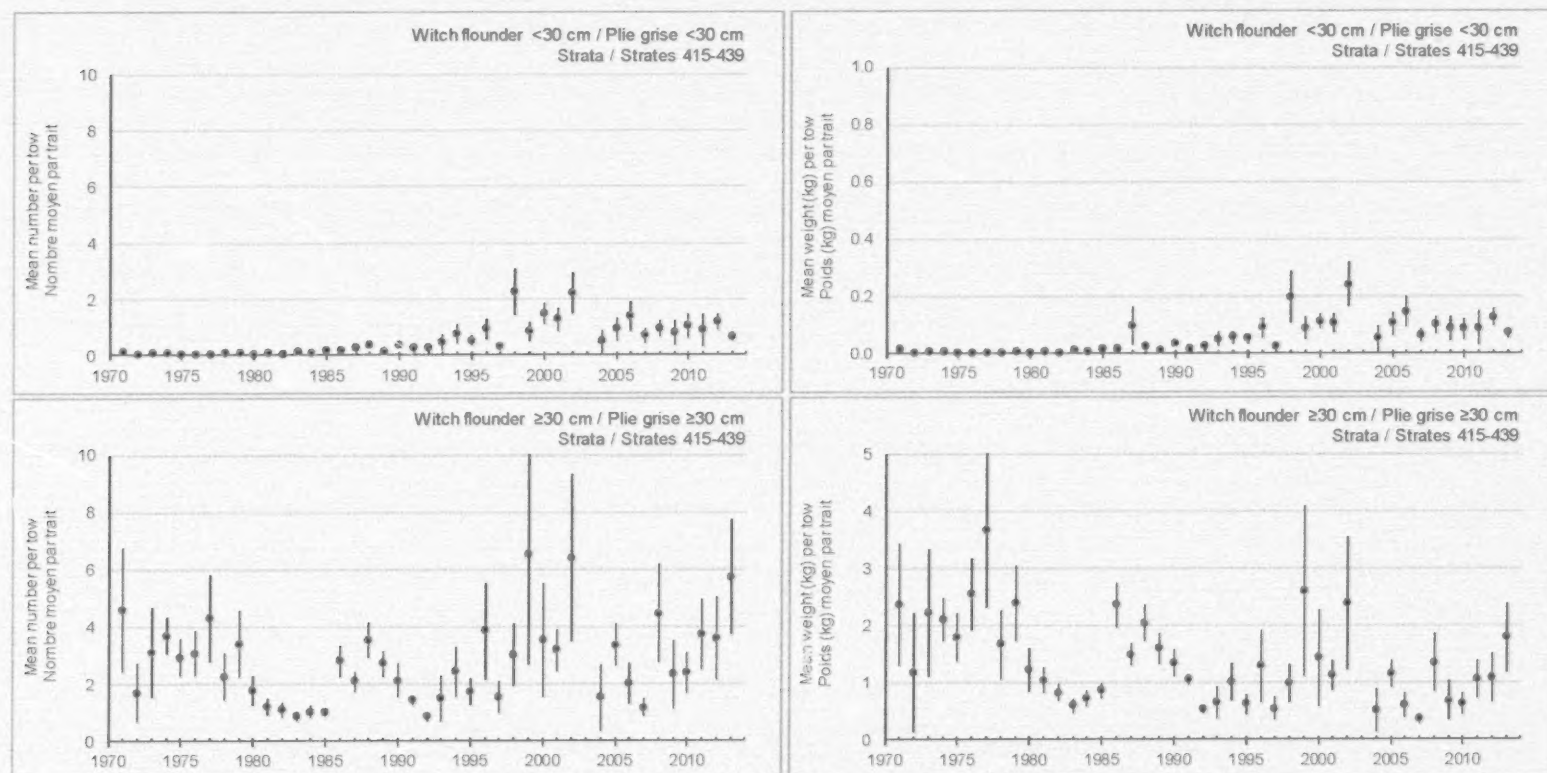 Witch flounder <30 cm / Plie grise <30 cm
Strata / Strates 415-439
Mean number per tow
Nombre moyen par trait
10
8
6
4
2
0
1970 1975 1980 1985 1990 1995 2000 2005 2010
Witch flounder <30 cm / Plie grise <30 cm
Strata / Strates 415-439
Mean weight (kg) per tow
Poids (kg) moyen par trait
1.0
0.8
0.6
0.4
0.2
0.0
1970 1975 1980 1985 1990 1995 2000 2005 2010
Witch flounder ≥30 cm / Plie grise ≥30 cm
Strata / Strates 415-439
Mean number per tow
Nombre moyen par trait
10
8
6
4
2
0
1970 1975 1980 1985 1990 1995 2000 2005 2010
Witch flounder ≥30 cm / Plie grise ≥30 cm
Strata / Strates 415-439
Mean weight (kg) per tow
Poids (kg) moyen par trait
5
4
3
2
1
0
1970 1975 1980 1985 1990 1995 2000 2005 2010